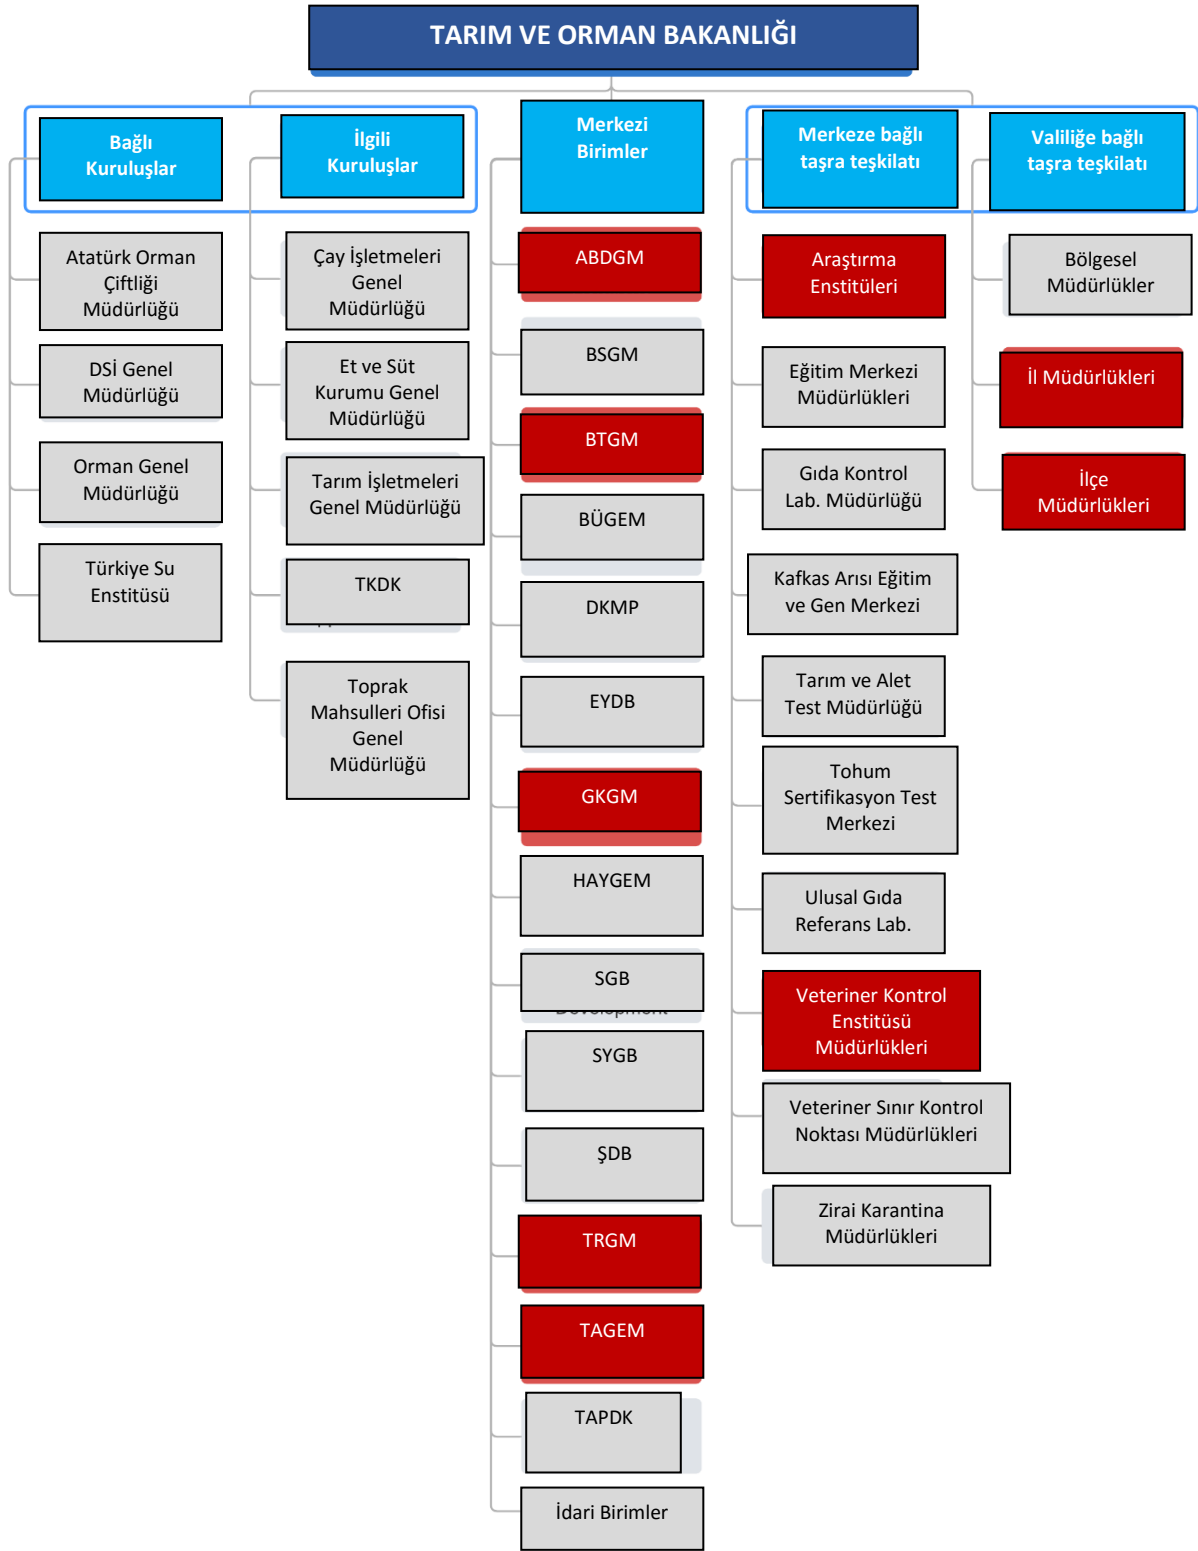 TARIM VE ORMAN BAKANLIĞI
Bağlı
Kuruluşlar
Atatürk Orman
Çiftliği
Müdürlüğü
DSİ Genel
Müdürlüğü
Orman Genel
Müdürlüğü
Türkiye Su
Enstitüsü
İlgili
Kuruluşlar
Çay İşletmeleri
Genel
Müdürlüğü
Et ve Süt
Kurumu Genel
Müdürlüğü
Tarım İşletmeleri
Genel Müdürlüğü
TKDK
Toprak
Mahsulleri Ofisi
Genel
Müdürlüğü
Merkezi
Birimler
ABDGM
BSGM
BTGM
BÜGEM
DKMP
EYDB
GKGM
HAYGEM
SGB
SYGB
ŞDB
TRGM
TAGEM
TAPDK
İdari Birimler
Merkeze bağlı
taşra teşkilatı
Araştırma
Enstitüleri
Eğitim Merkezi
Müdürlükleri
Gıda Kontrol
Lab. Müdürlüğü
Kafkas Arısı Eğitim
ve Gen Merkezi
Tarım ve Alet
Test Müdürlüğü
Tohum
Sertifikasyon Test
Merkezi
Ulusal Gıda
Referans Lab.
Veteriner Kontrol
Enstitüsü
Müdürlükleri
Veteriner Sınır Kontrol
Noktası Müdürlükleri
Zirai Karantina
Müdürlükleri
Valiliğe bağlı
taşra teşkilatı
Bölgesel
Müdürlükler
İl Müdürlükleri
İlçe
Müdürlükleri